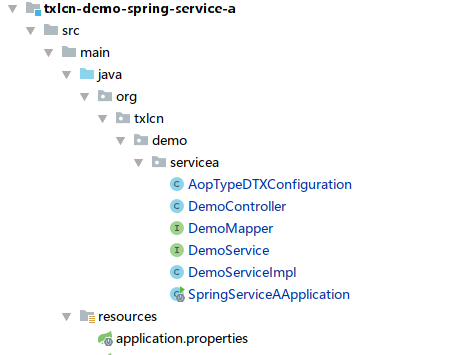 txlcn-demo-spring-service-a
src
main
java
org
txlcn
demo
servicea
AopTypeDTXConfiguration
DemoController
DemoMapper
DemoService
DemoServiceImpl
SpringServiceAApplication
resources
application.properties